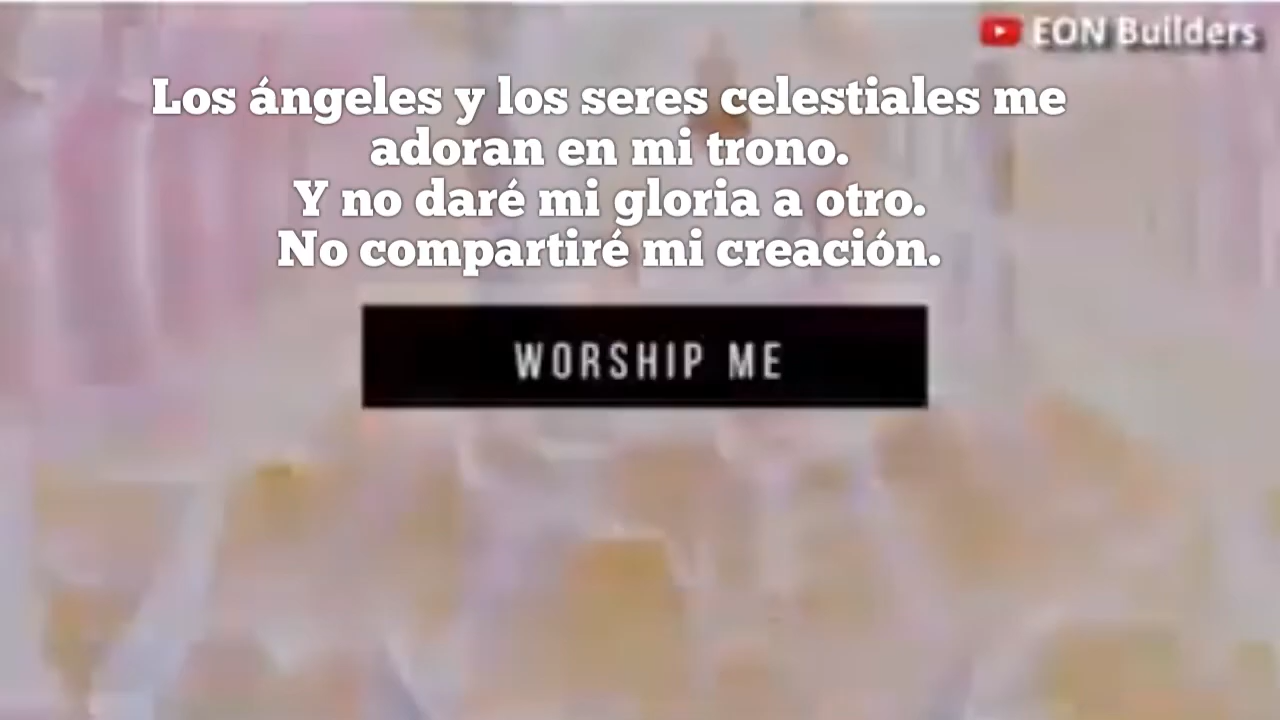 EON Builders
Los ángeles y los seres celestiales me
adoran en mi trono.
Y no daré mi gloria a otro.
No compartiré mi creación.
WORSHIP ME